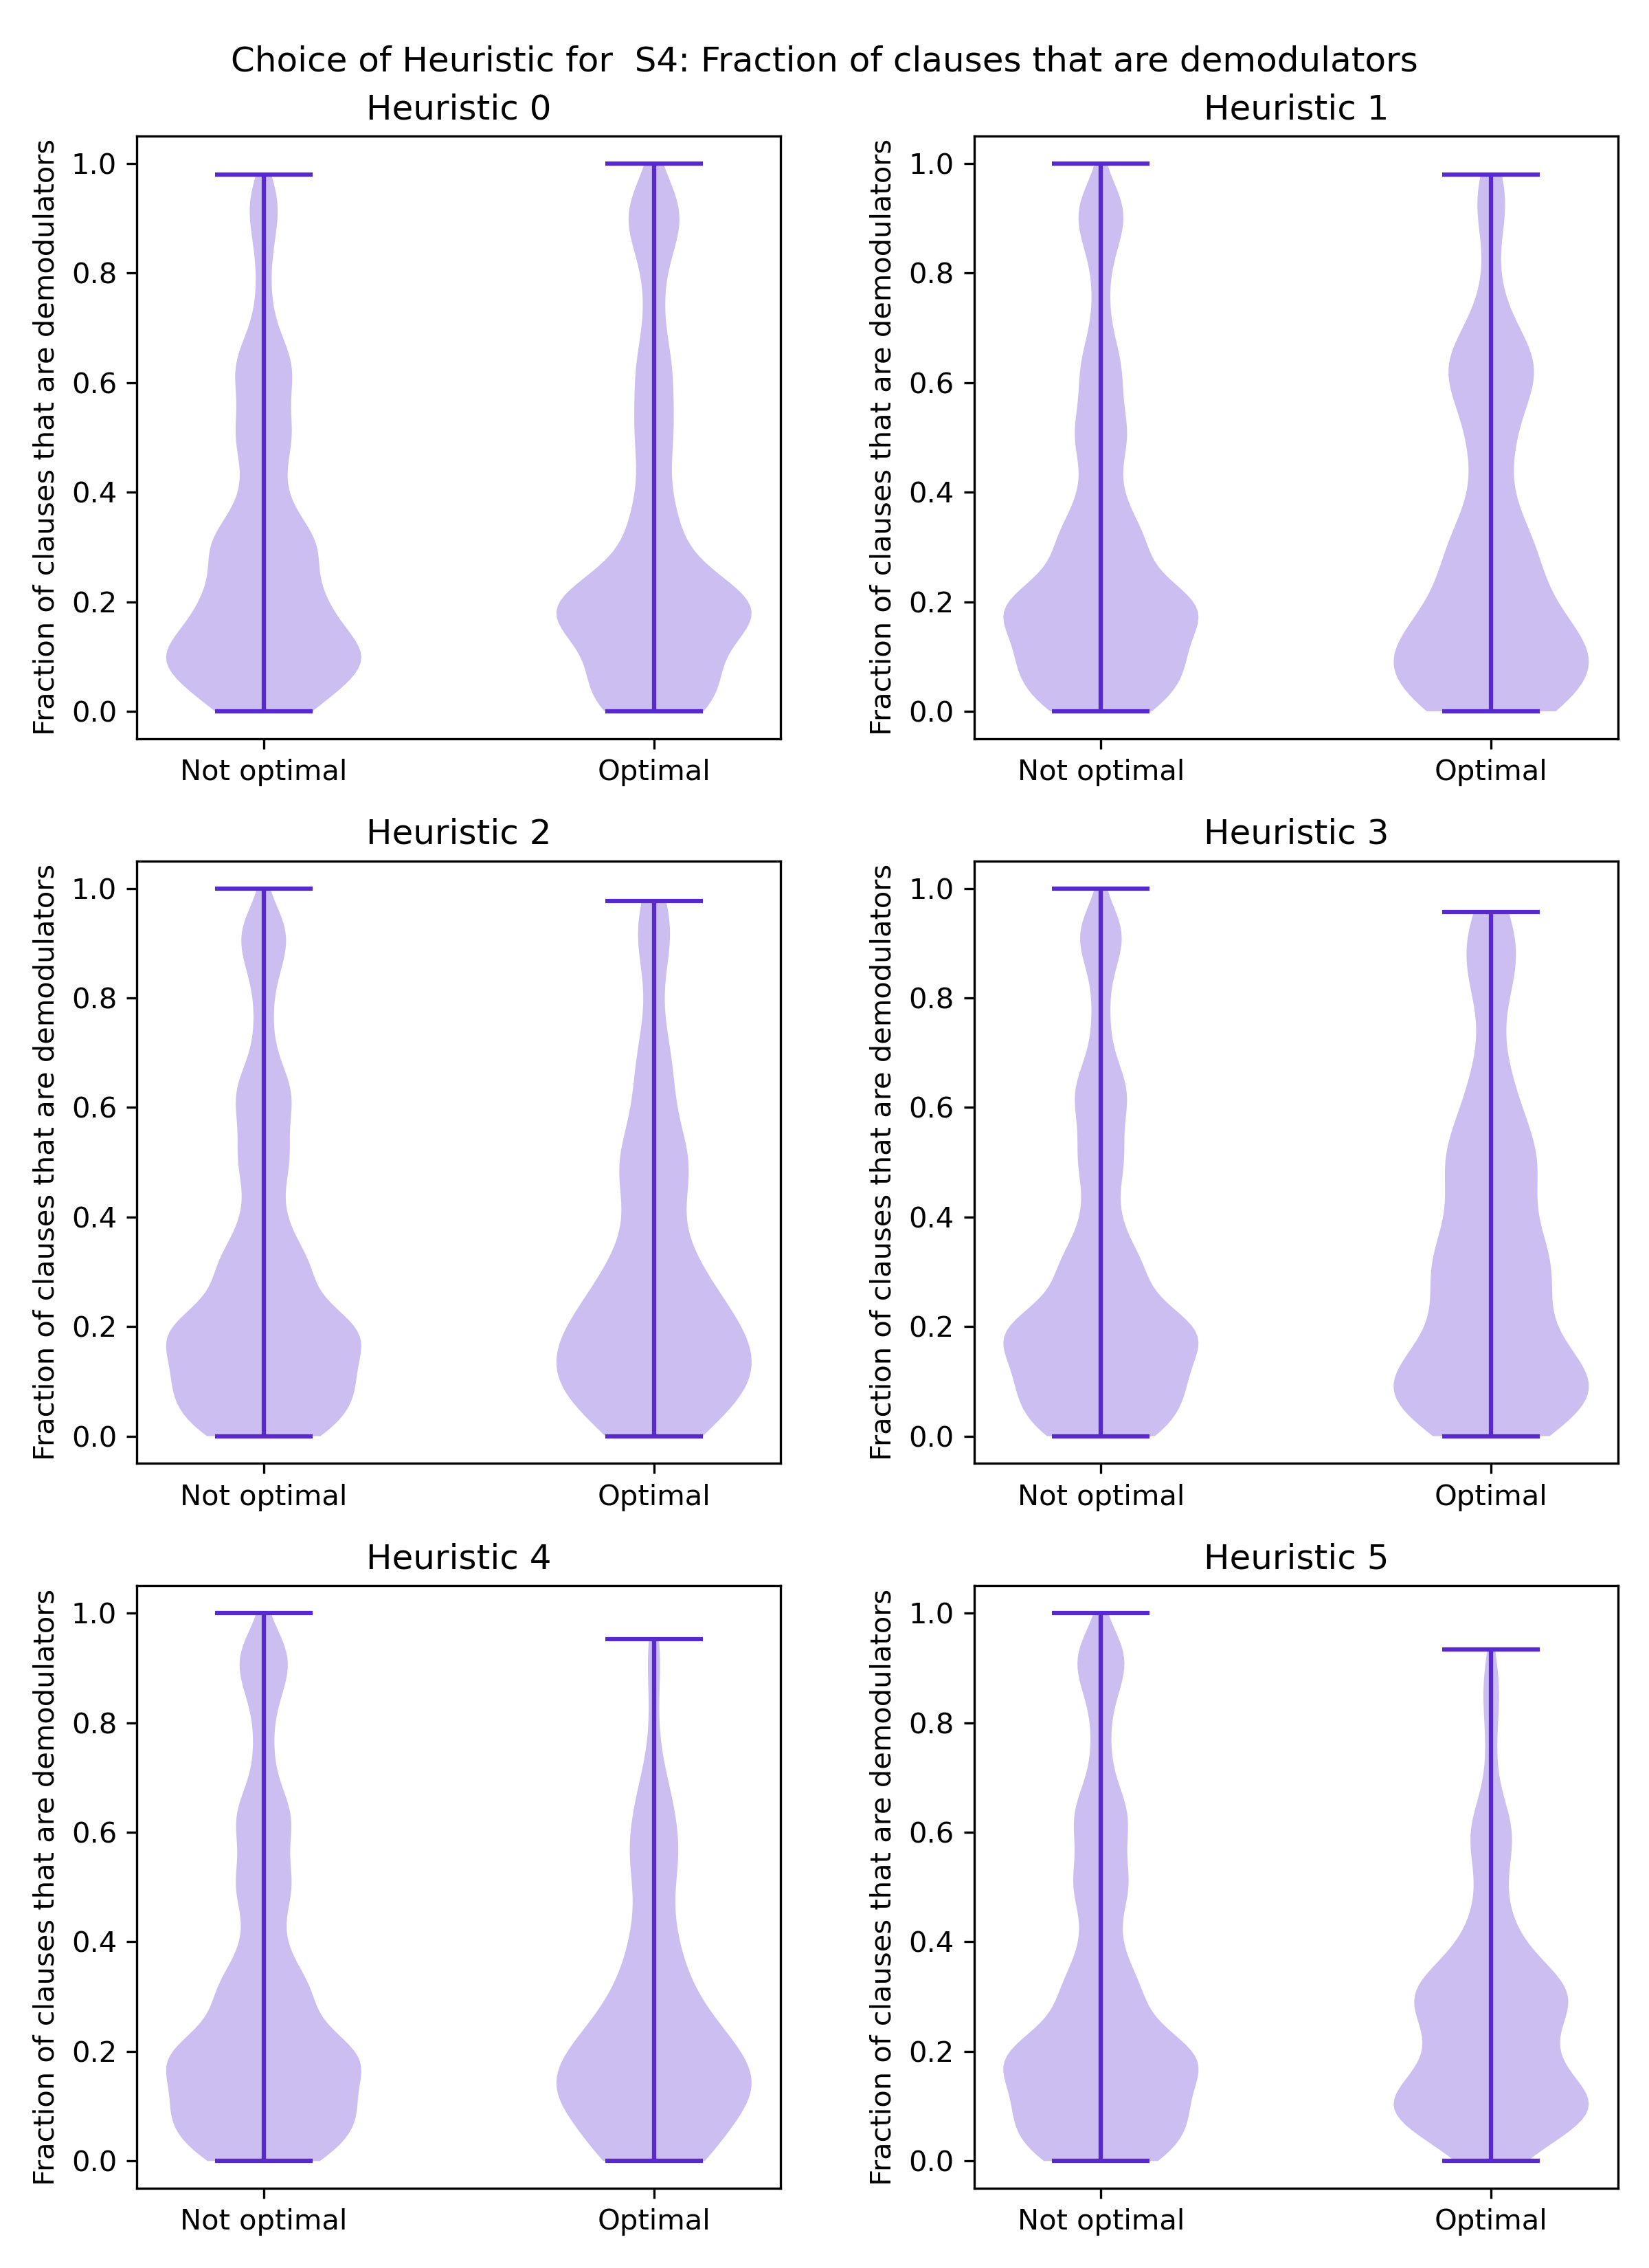 Choice of Heuristic for  S4: Fraction of clauses that are demodulators
Heuristic 0
Fraction of clauses that are demodulators
1.0
0.8
0.6
0.4
0.2
0.0
Not optimal
Optimal
Heuristic 1
Fraction of clauses that are demodulators
1.0
0.8
0.6
0.4
0.2
0.0
Not optimal
Optimal
Heuristic 2
Fraction of clauses that are demodulators
1.0
0.8
0.6
0.4
0.2
0.0
Not optimal
Optimal
Heuristic 3
Fraction of clauses that are demodulators
1.0
0.8
0.6
0.4
0.2
0.0
Not optimal
Optimal
Heuristic 4
Fraction of clauses that are demodulators
1.0
0.8
0.6
0.4
0.2
0.0
Not optimal
Optimal
Heuristic 5
Fraction of clauses that are demodulators
1.0
0.8
0.6
0.4
0.2
0.0
Not optimal
Optimal